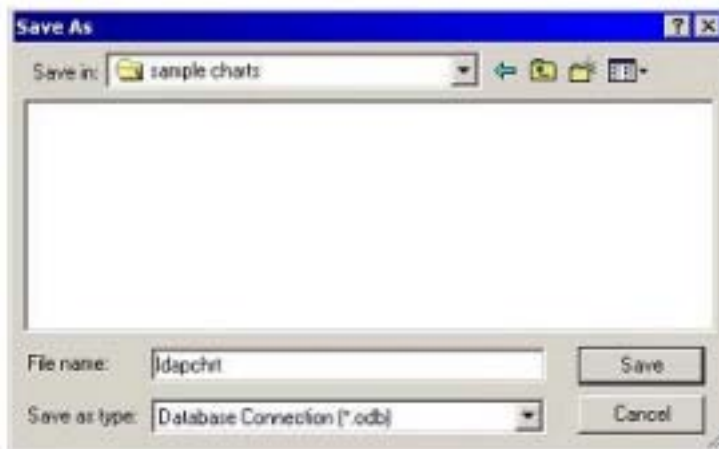 Save As
Save in: sample charts
File name: ldapchrt
Save
Save as type: Database Connection (*.odb)
Cancel